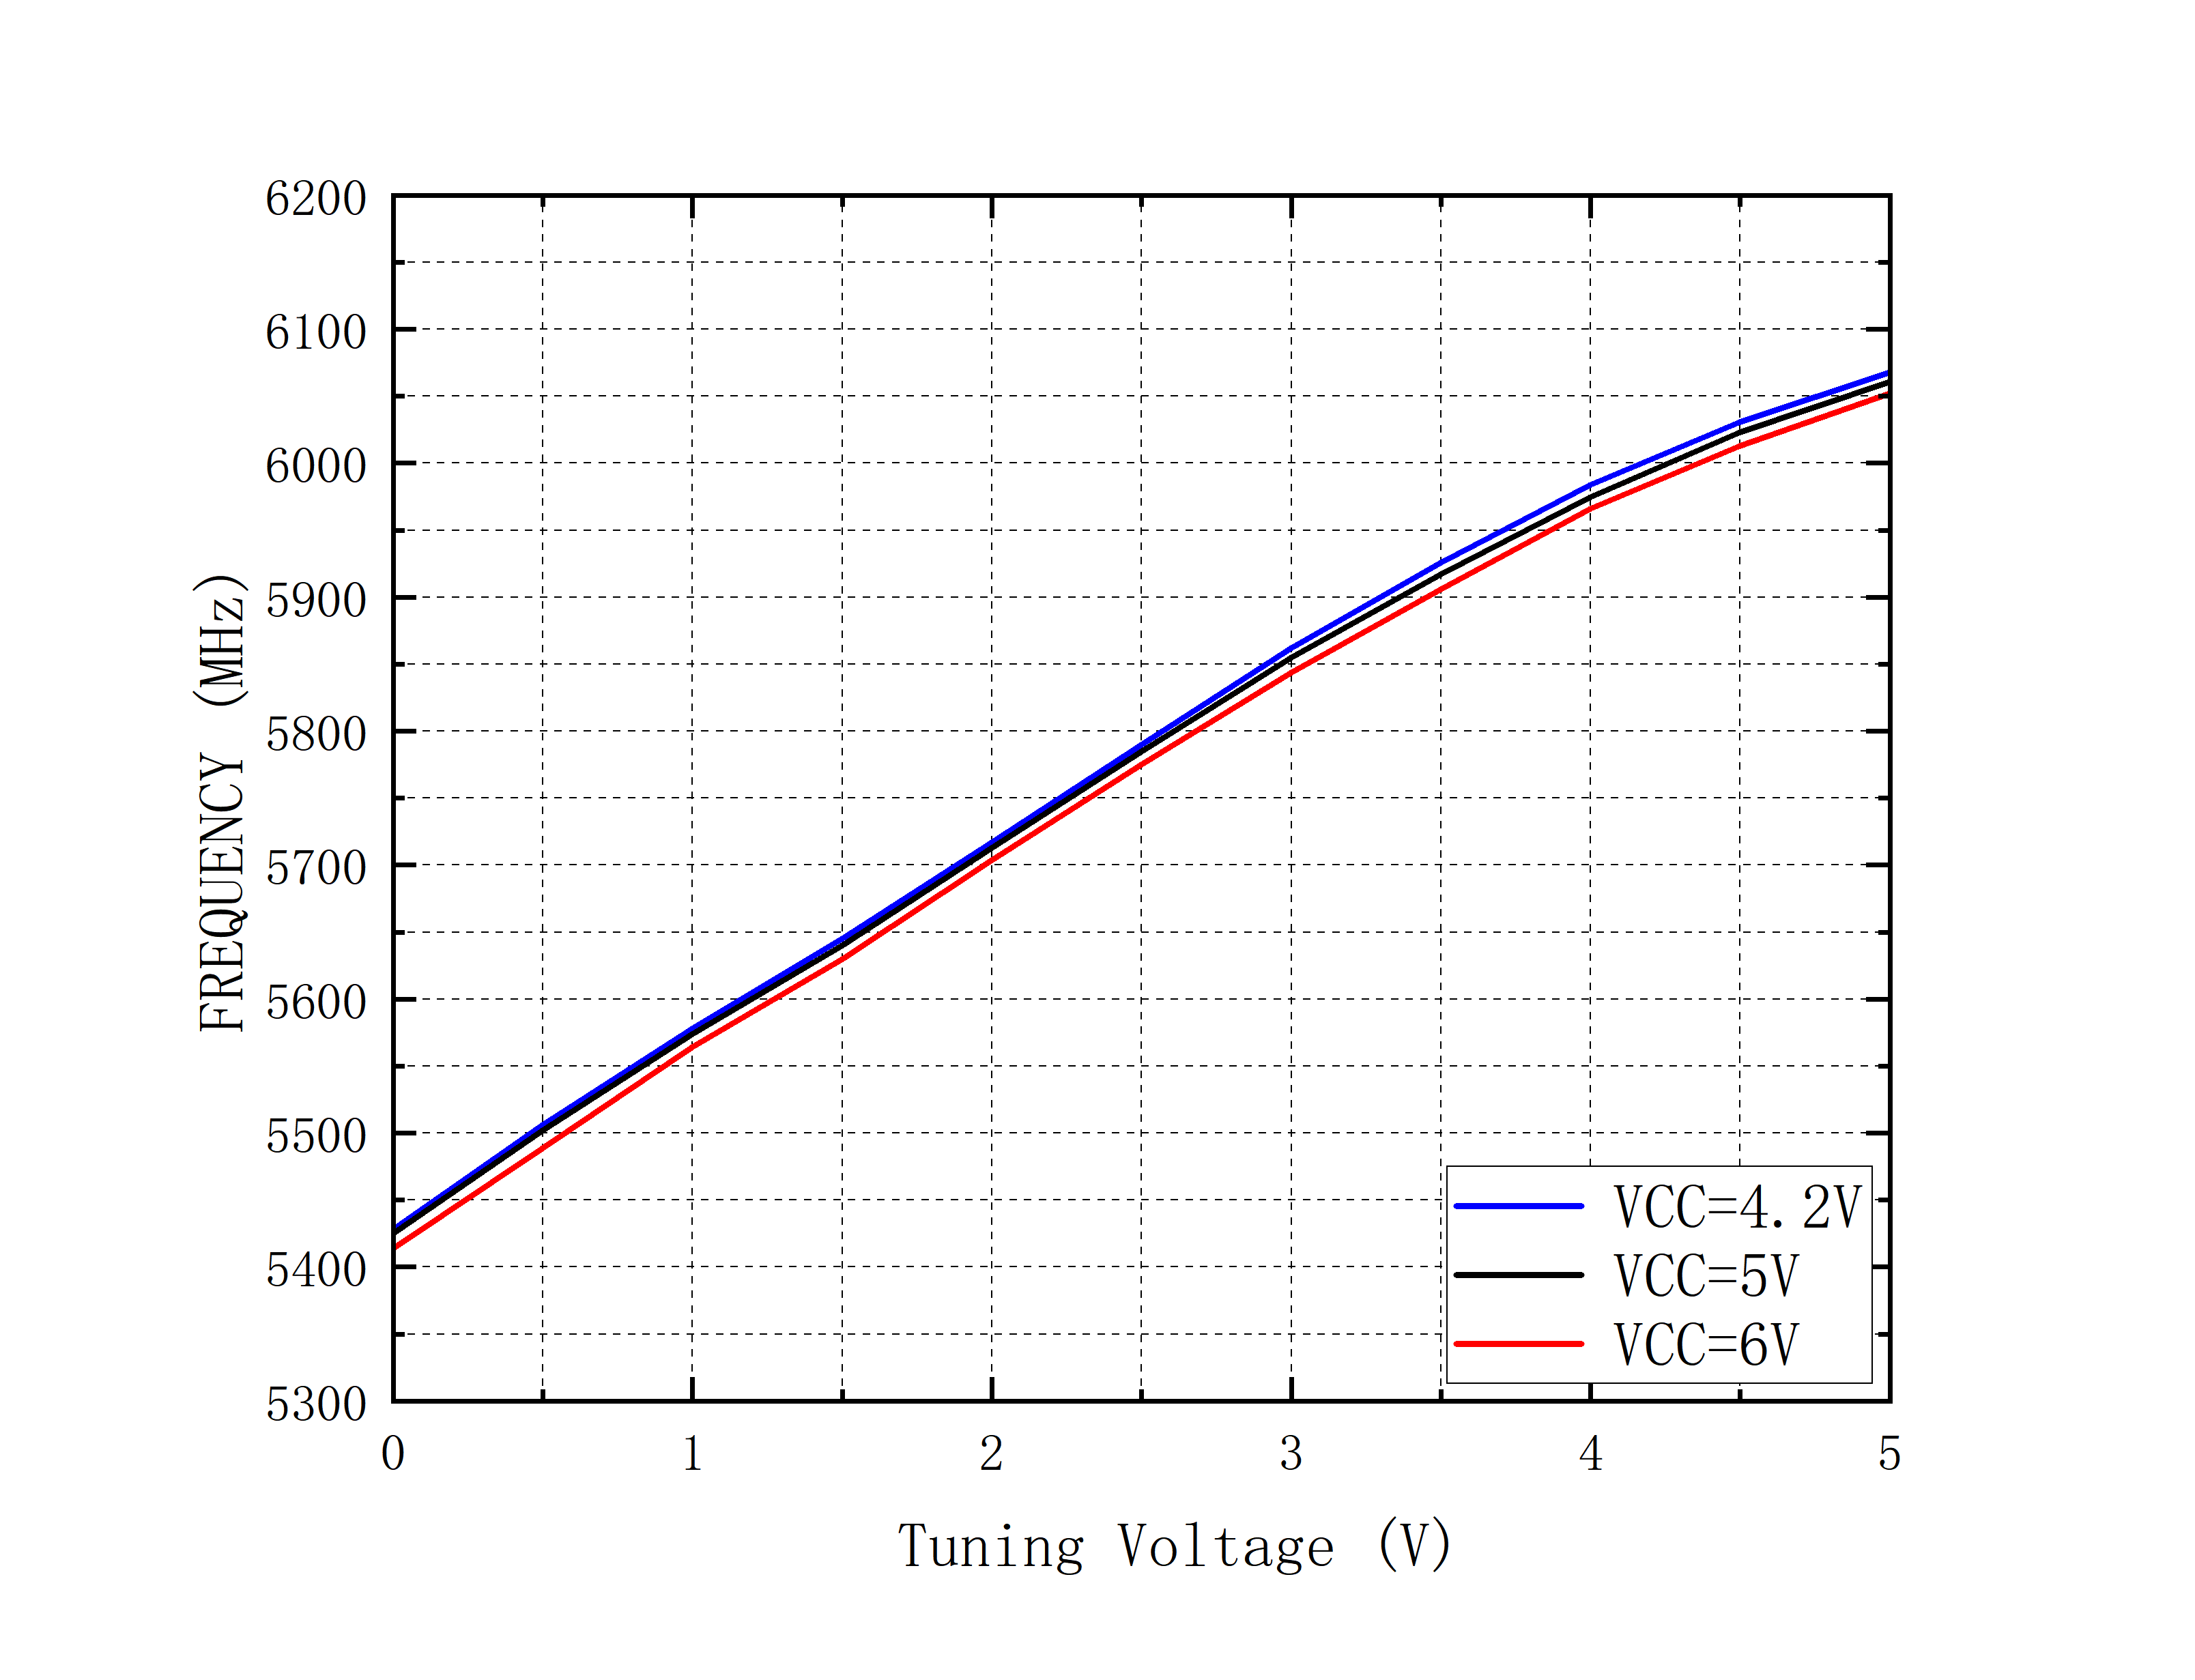 6200
6100
6000
5900
5800
5700
5600
5500
5400
5300
FREQUENCY (MHz)
0 1 2 3 4 5
Tuning Voltage (V)
VCC=4.2V
VCC=5V
VCC=6V